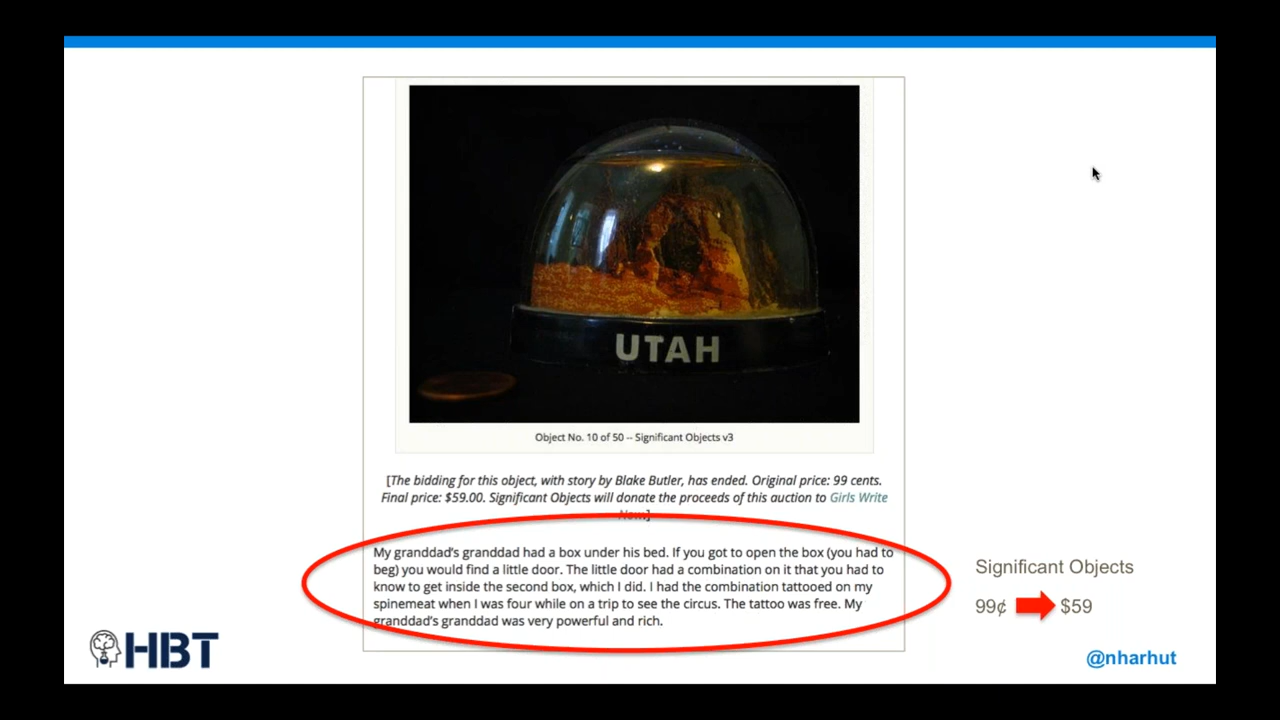 UTAH
Object No. 10 of 50 -- Significant Objects v3
[The bidding for this object, with story by Blake Butler, has ended. Original price: 99 cents.
Final price: $59.00. Significant Objects will donate the proceeds of this auction to Girls Write
Now.]
My granddad's granddad had a box under his bed. If you got to open the box (you had to
beg) you would find a little door. The little door had a combination on it that you had to
know to get inside the second box, which I did. I had the combination tattooed on my
spinemeat when I was four while on a trip to see the circus. The tattoo was free. My
granddad's granddad was very powerful and rich.
Significant Objects
99¢ $59
HBT
@nharhut